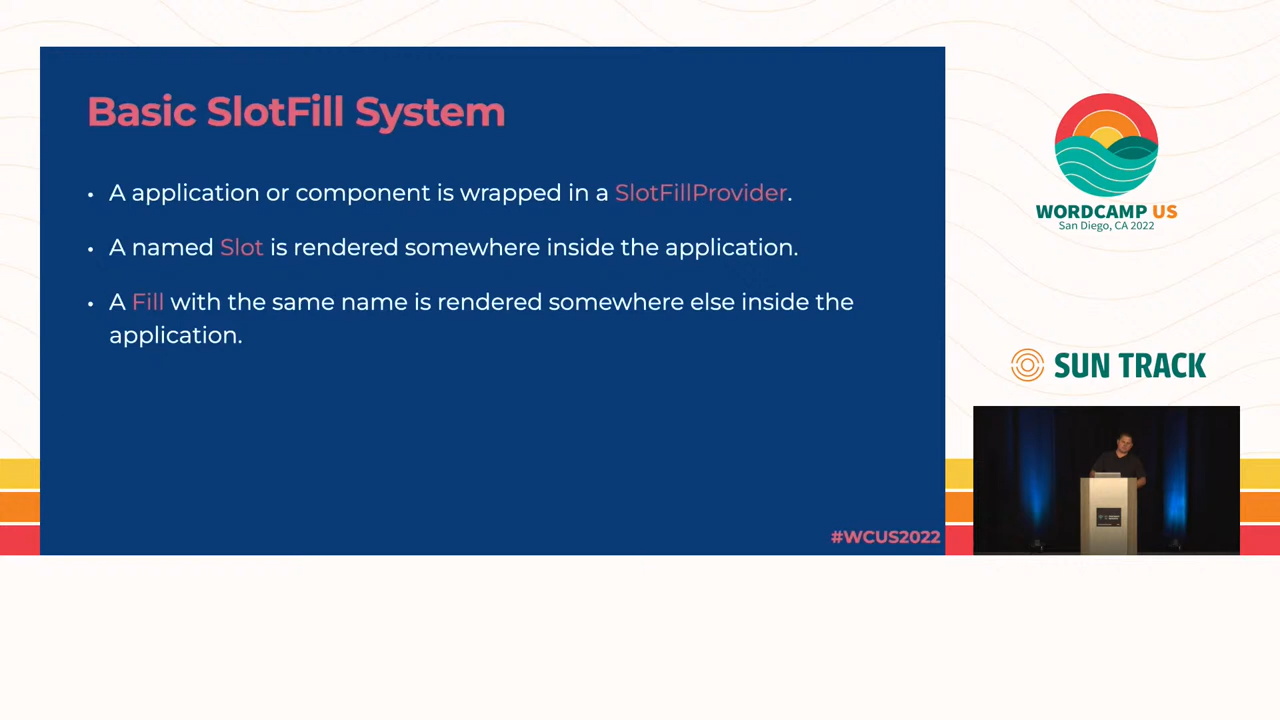 Basic SlotFill System
• A application or component is wrapped in a SlotFillProvider.
• A named Slot is rendered somewhere inside the application.
• A Fill with the same name is rendered somewhere else inside the
application.
#WCUS2022
WORDCAMP US
San Diego, CA 2022
SUN TRACK